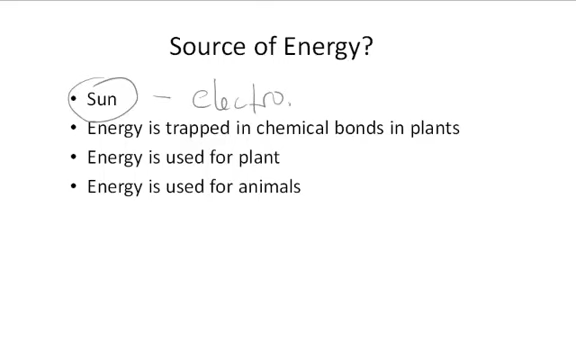 Source of Energy?
• Sun – electro.
• Energy is trapped in chemical bonds in plants
• Energy is used for plant
• Energy is used for animals